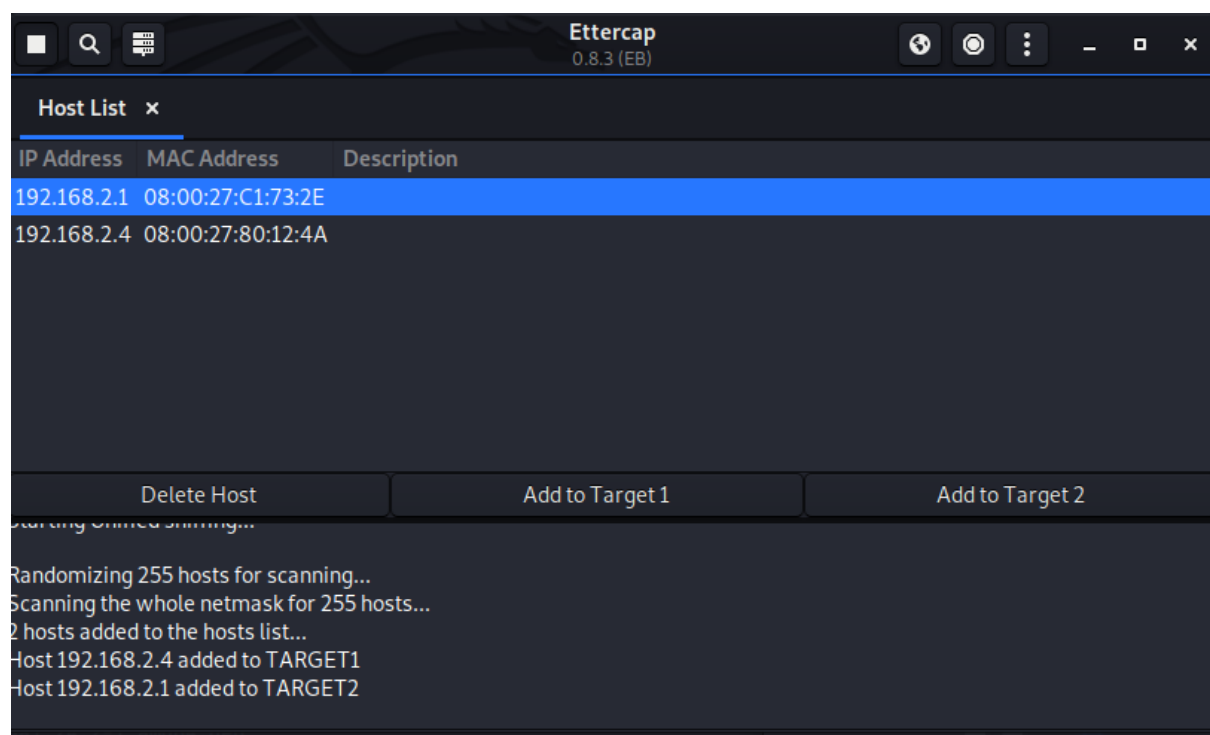 Ettercap
0.8.3 (EB)
Host List ×
IP Address MAC Address Description
192.168.2.1 08:00:27:C1:73:2E
192.168.2.4 08:00:27:80:12:4A
Delete Host Add to Target 1 Add to Target 2
Starting Unified sniffing...
Randomizing 255 hosts for scanning...
Scanning the whole netmask for 255 hosts...
2 hosts added to the hosts list...
Host 192.168.2.4 added to TARGET1
Host 192.168.2.1 added to TARGET2